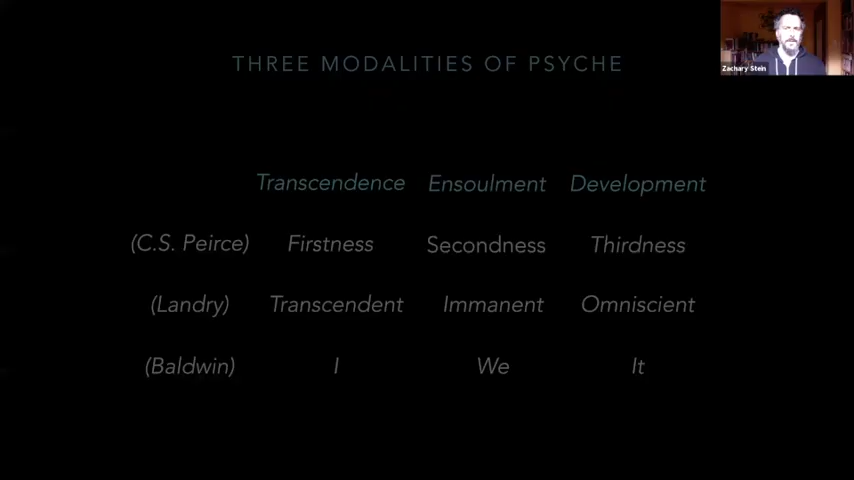 THREE MODALITIES OF PSYCHE
Zachary Stein
Transcendence Ensoulment Development
(C.S. Peirce) Firstness Secondness Thirdness
(Landry) Transcendent Immanent Omniscient
(Baldwin) I We It